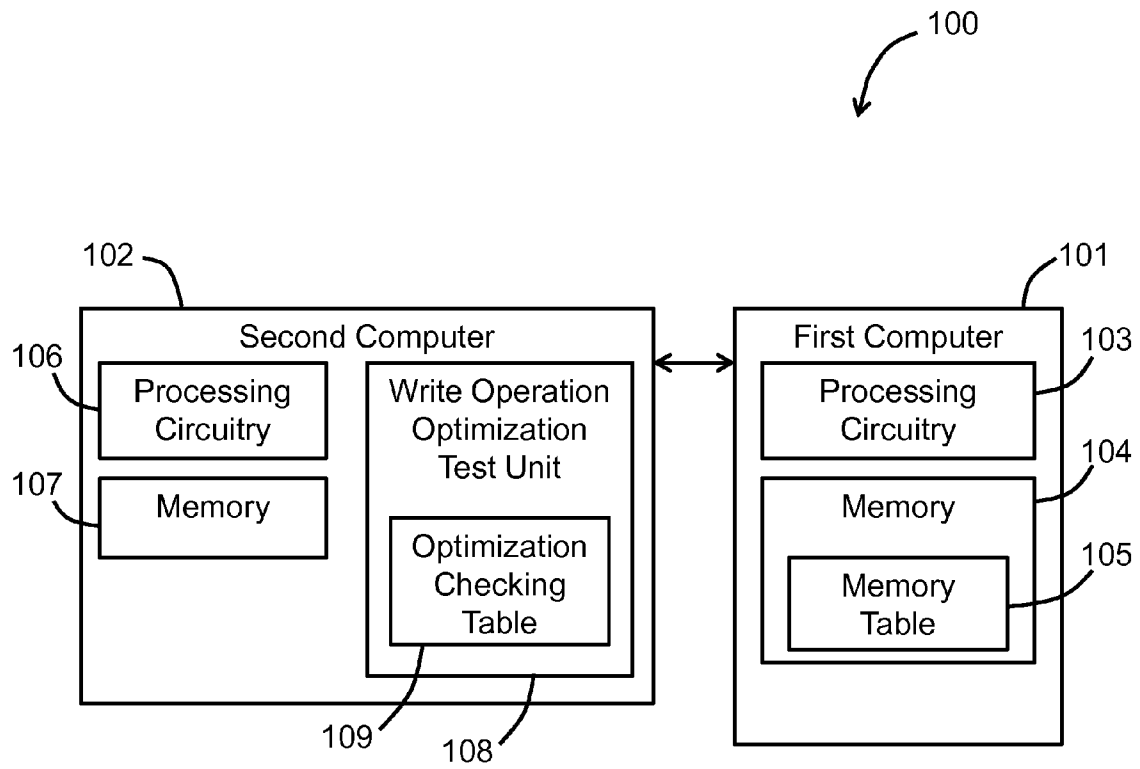 100
102
101
Second Computer
First Computer
106
Processing
Circuitry
Write Operation
Optimization
Test Unit
Processing
Circuitry
103
107
Memory
Memory
104
Optimization
Checking
Table
Memory
Table
105
109
108